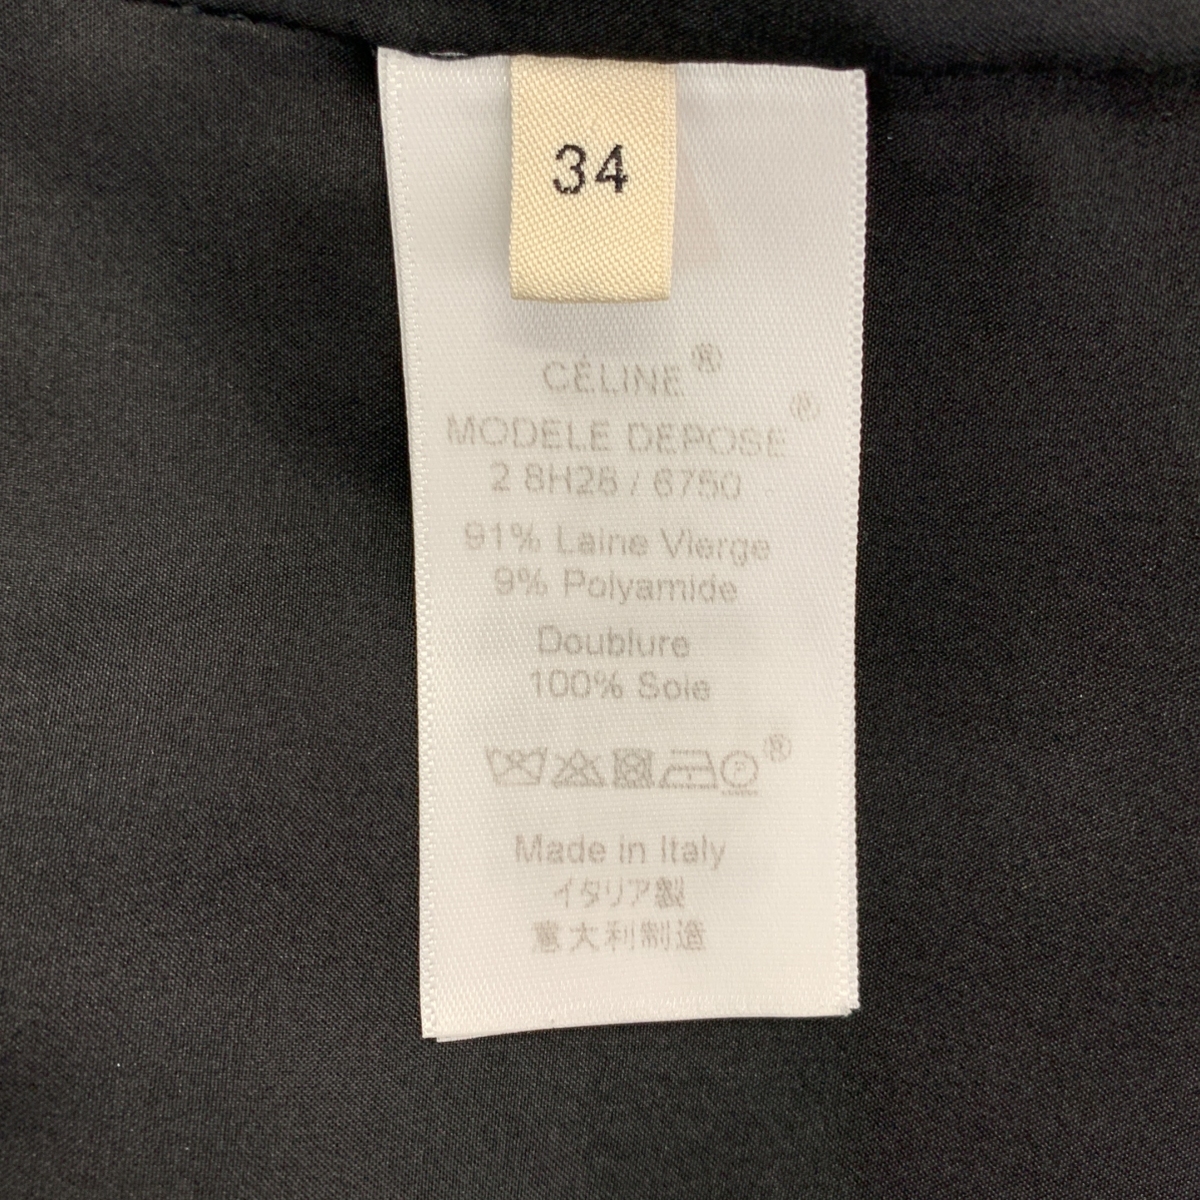 34
CÉLINE®
MODELE DEPOSE®
2 8H28 / 6750
91% Laine Vierge
9% Polyamide
Doublure
100% Soie
P ®
Made in Italy
イタリア製
意大利制造